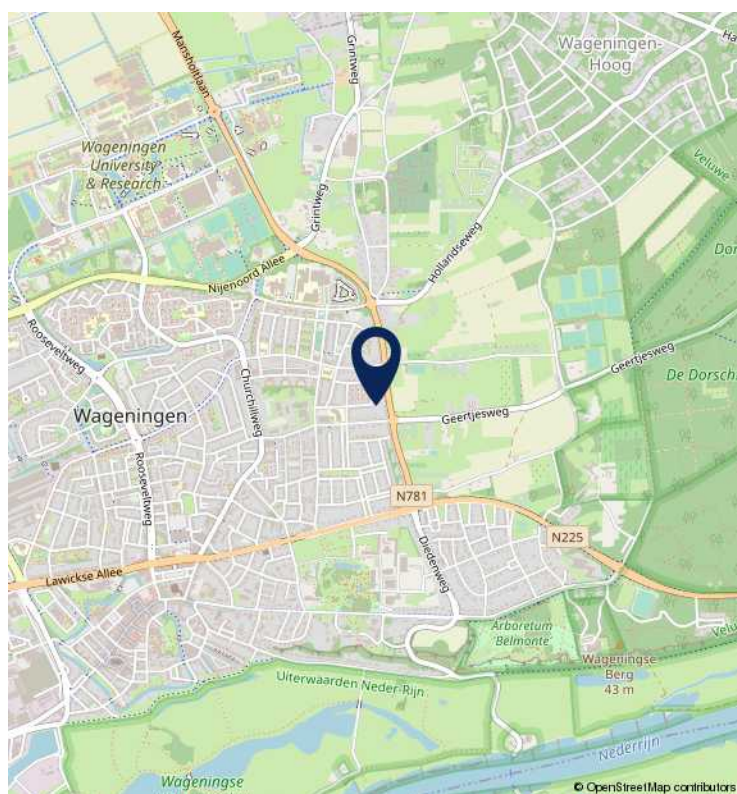 Mansholtlaan
Grintweg
Wageningen-
Hoog
Wageningen
University
& Research
Veluwe
Grintweg
Hollandseweg
Nijenoord Allee
Rooseveltweg
Geertjesweg
De Dorsch
Churchillweg
Wageningen
Geertjesweg
Rooseveltweg
N781
N225
Diedenweg
Lawickse Allee
Arboretum
'Belmonte'
Wageningse
Berg
43 m
Uiterwaarden Neder-Rijn
Nederrijn
Wageningse
© OpenStreetMap contributors